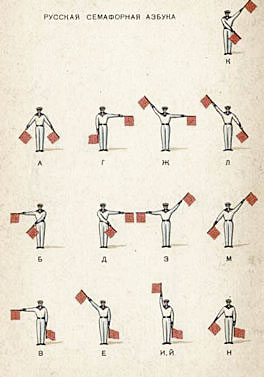 РУССКАЯ СЕМАФОРНАЯ АЗБУКА
К
А Г Ж Л
Б Д З М
В Е И,Й Н